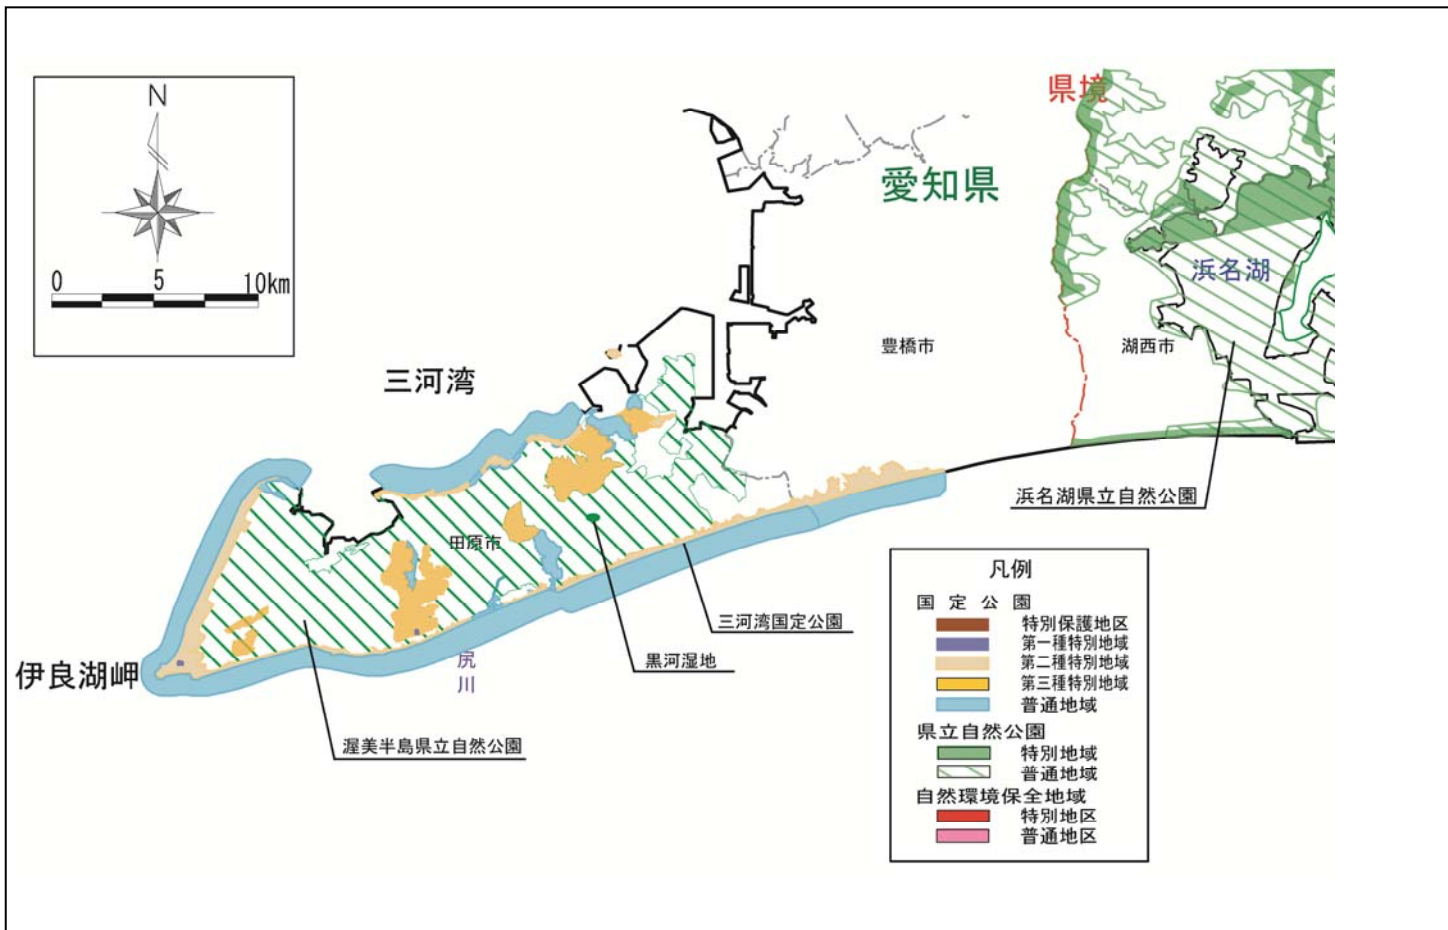 N
0 5 10km
県境
愛知県
浜名湖
豊橋市
湖西市
三河湾
浜名湖県立自然公園
田原市
三河湾国定公園
黒河湿地
尻川
伊良湖岬
渥美半島県立自然公園
凡例
国定公園
特別保護地区
第一種特別地域
第二種特別地域
第三種特別地域
普通地域
県立自然公園
特別地域
普通地域
自然環境保全地域
特別地区
普通地区